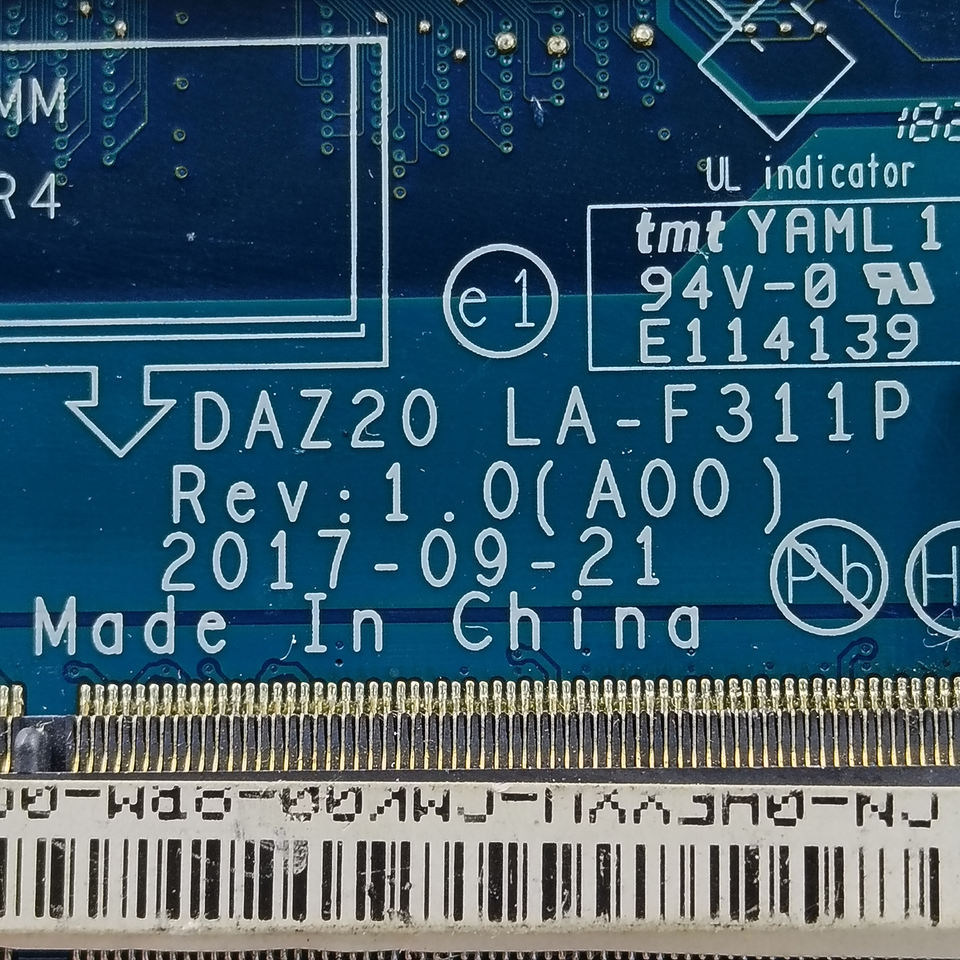 MM
R4
UL indicator
tmt YAML 1
94V-0
E114139
e1
DAZ20 LA-F311P
Rev:1.0(A00)
2017-09-21
Pb
H
Made In China